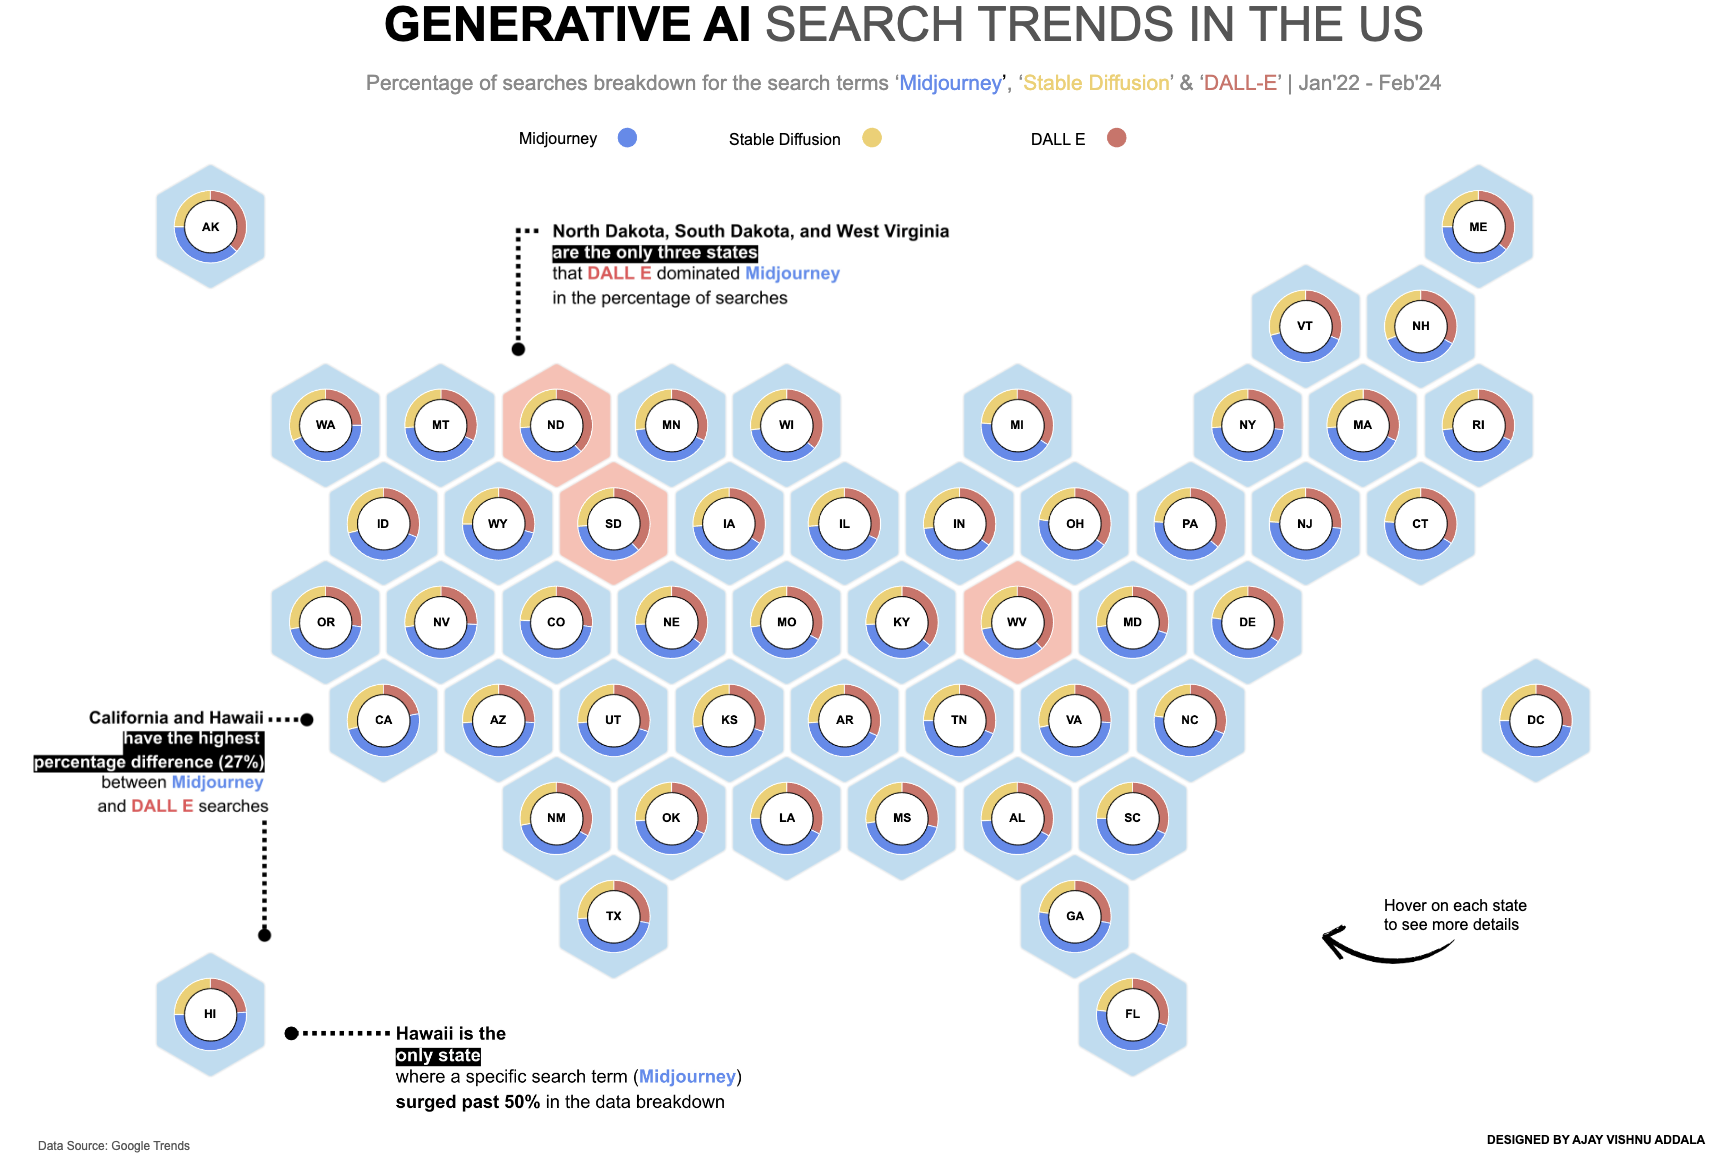 GENERATIVE AI SEARCH TRENDS IN THE US
Percentage of searches breakdown for the search terms ‘Midjourney’, ‘Stable Diffusion’ & ‘DALL-E’ | Jan'22 - Feb'24
Midjourney
Stable Diffusion
DALL E
AK
ME
North Dakota, South Dakota, and West Virginia
are the only three states
that DALL E dominated Midjourney
in the percentage of searches
VT
NH
WA
MT
ND
MN
WI
MI
NY
MA
RI
ID
WY
SD
IA
IL
IN
OH
PA
NJ
CT
OR
NV
CO
NE
MO
KY
WV
MD
DE
California and Hawaii
have the highest
percentage difference (27%)
between Midjourney
and DALL E searches
CA
AZ
UT
KS
AR
TN
VA
NC
DC
NM
OK
LA
MS
AL
SC
TX
GA
Hover on each state
to see more details
HI
FL
Hawaii is the
only state
where a specific search term (Midjourney)
surged past 50% in the data breakdown
Data Source: Google Trends
DESIGNED BY AJAY VISHNU ADDALA